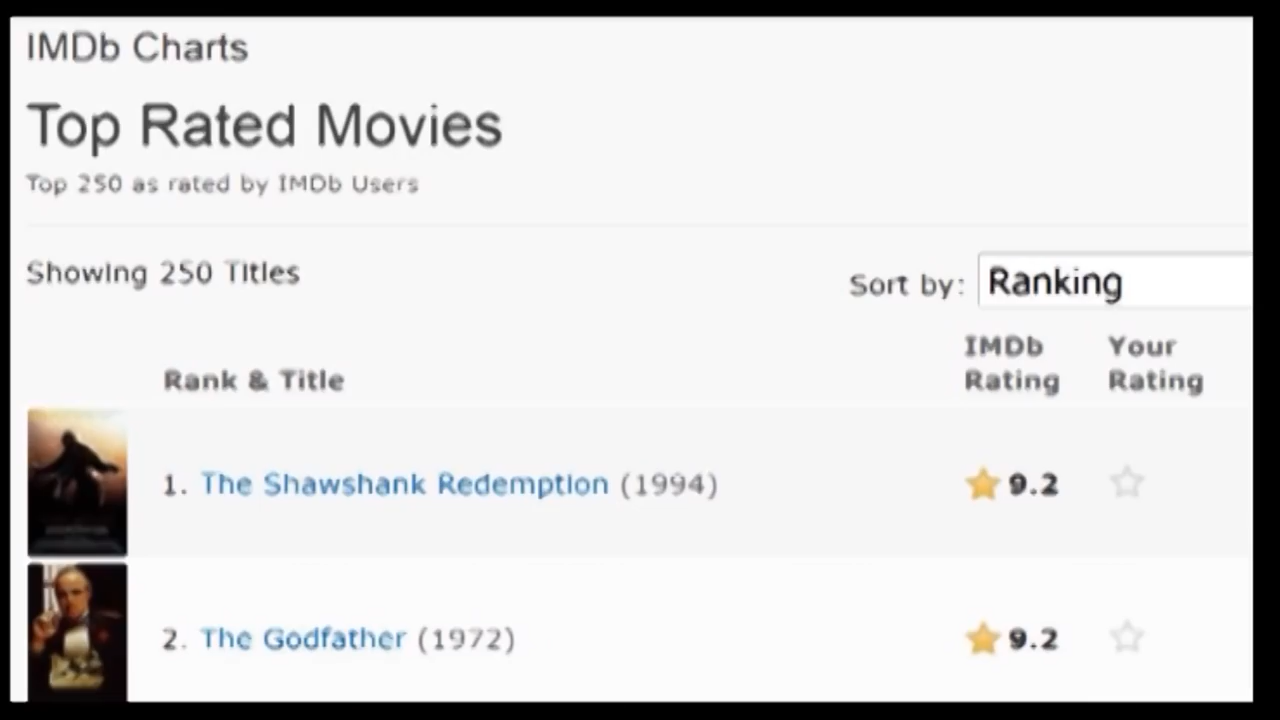 IMDb Charts
Top Rated Movies
Top 250 as rated by IMDb Users
Showing 250 Titles
Sort by: Ranking
Rank & Title IMDb Rating Your Rating
1. The Shawshank Redemption (1994) 9.2
2. The Godfather (1972) 9.2